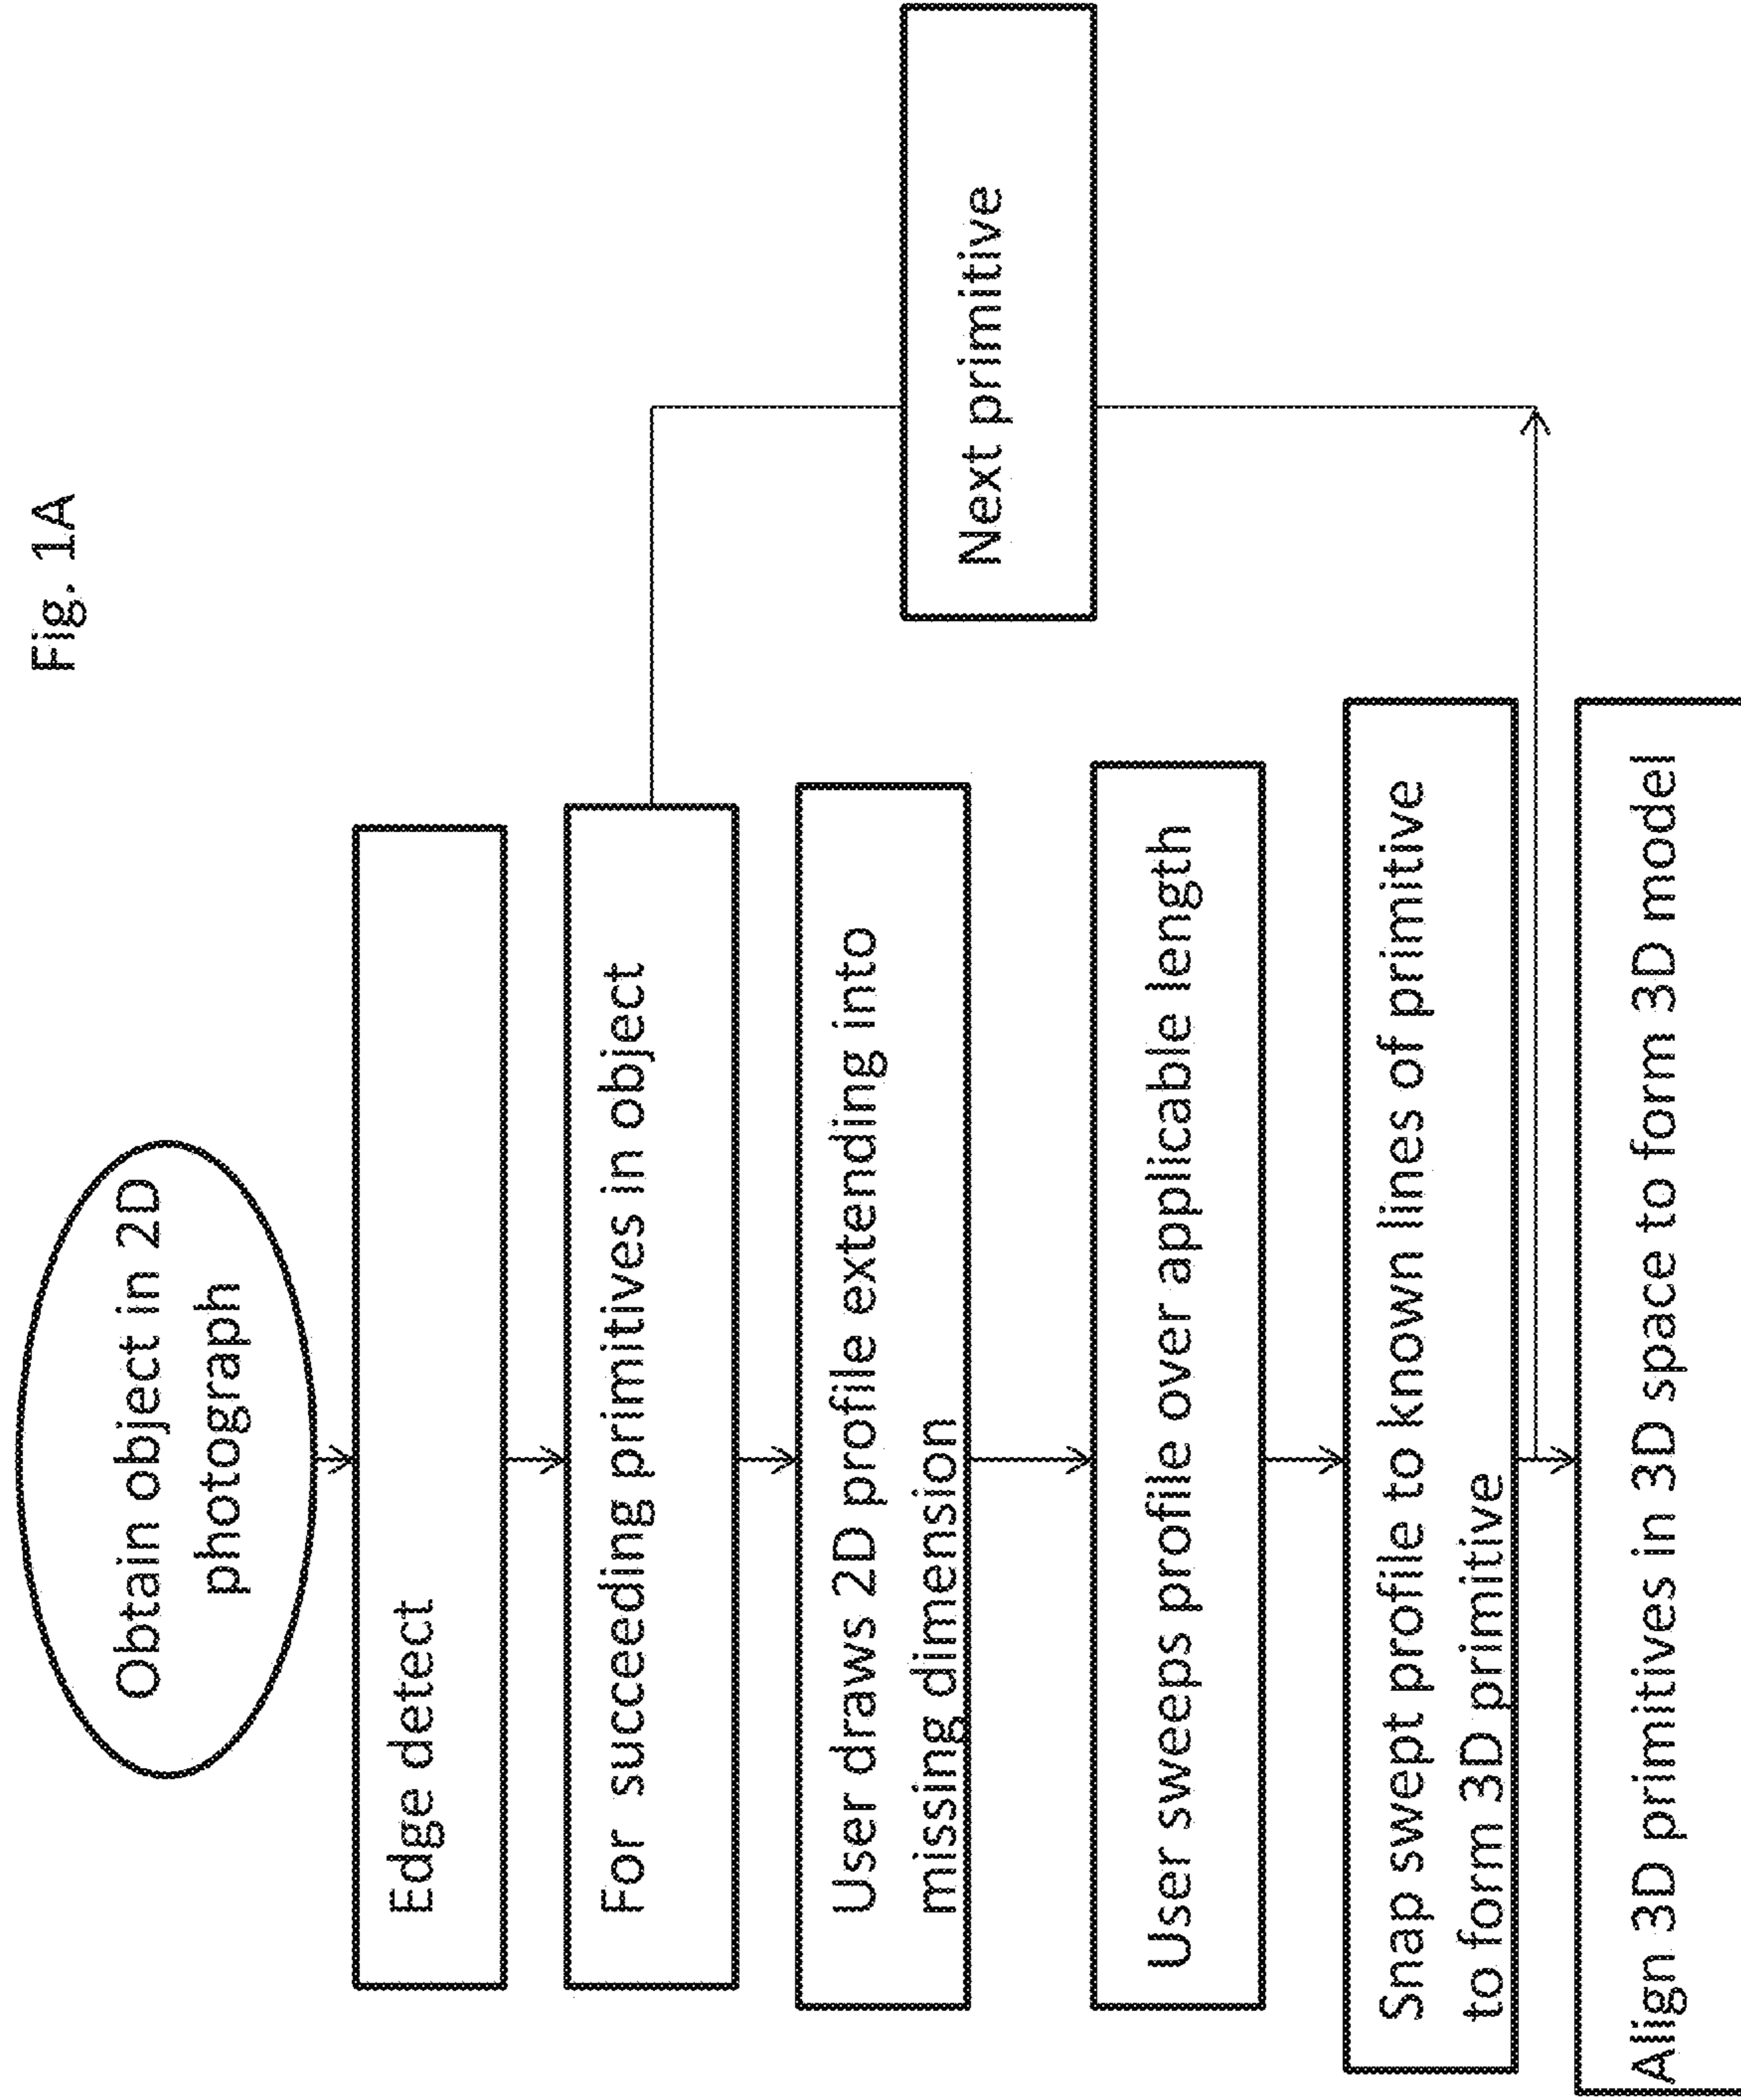 Fig. 1A
Obtain object in 2D
photograph
Edge detect
For succeeding primitives in object
User draws 2D profile extending into
missing dimension
Next primitive
User sweeps profile over applicable length
Snap swept profile to known lines of primitive
to form 3D primitive
Align 3D primitives in 3D space to form 3D model